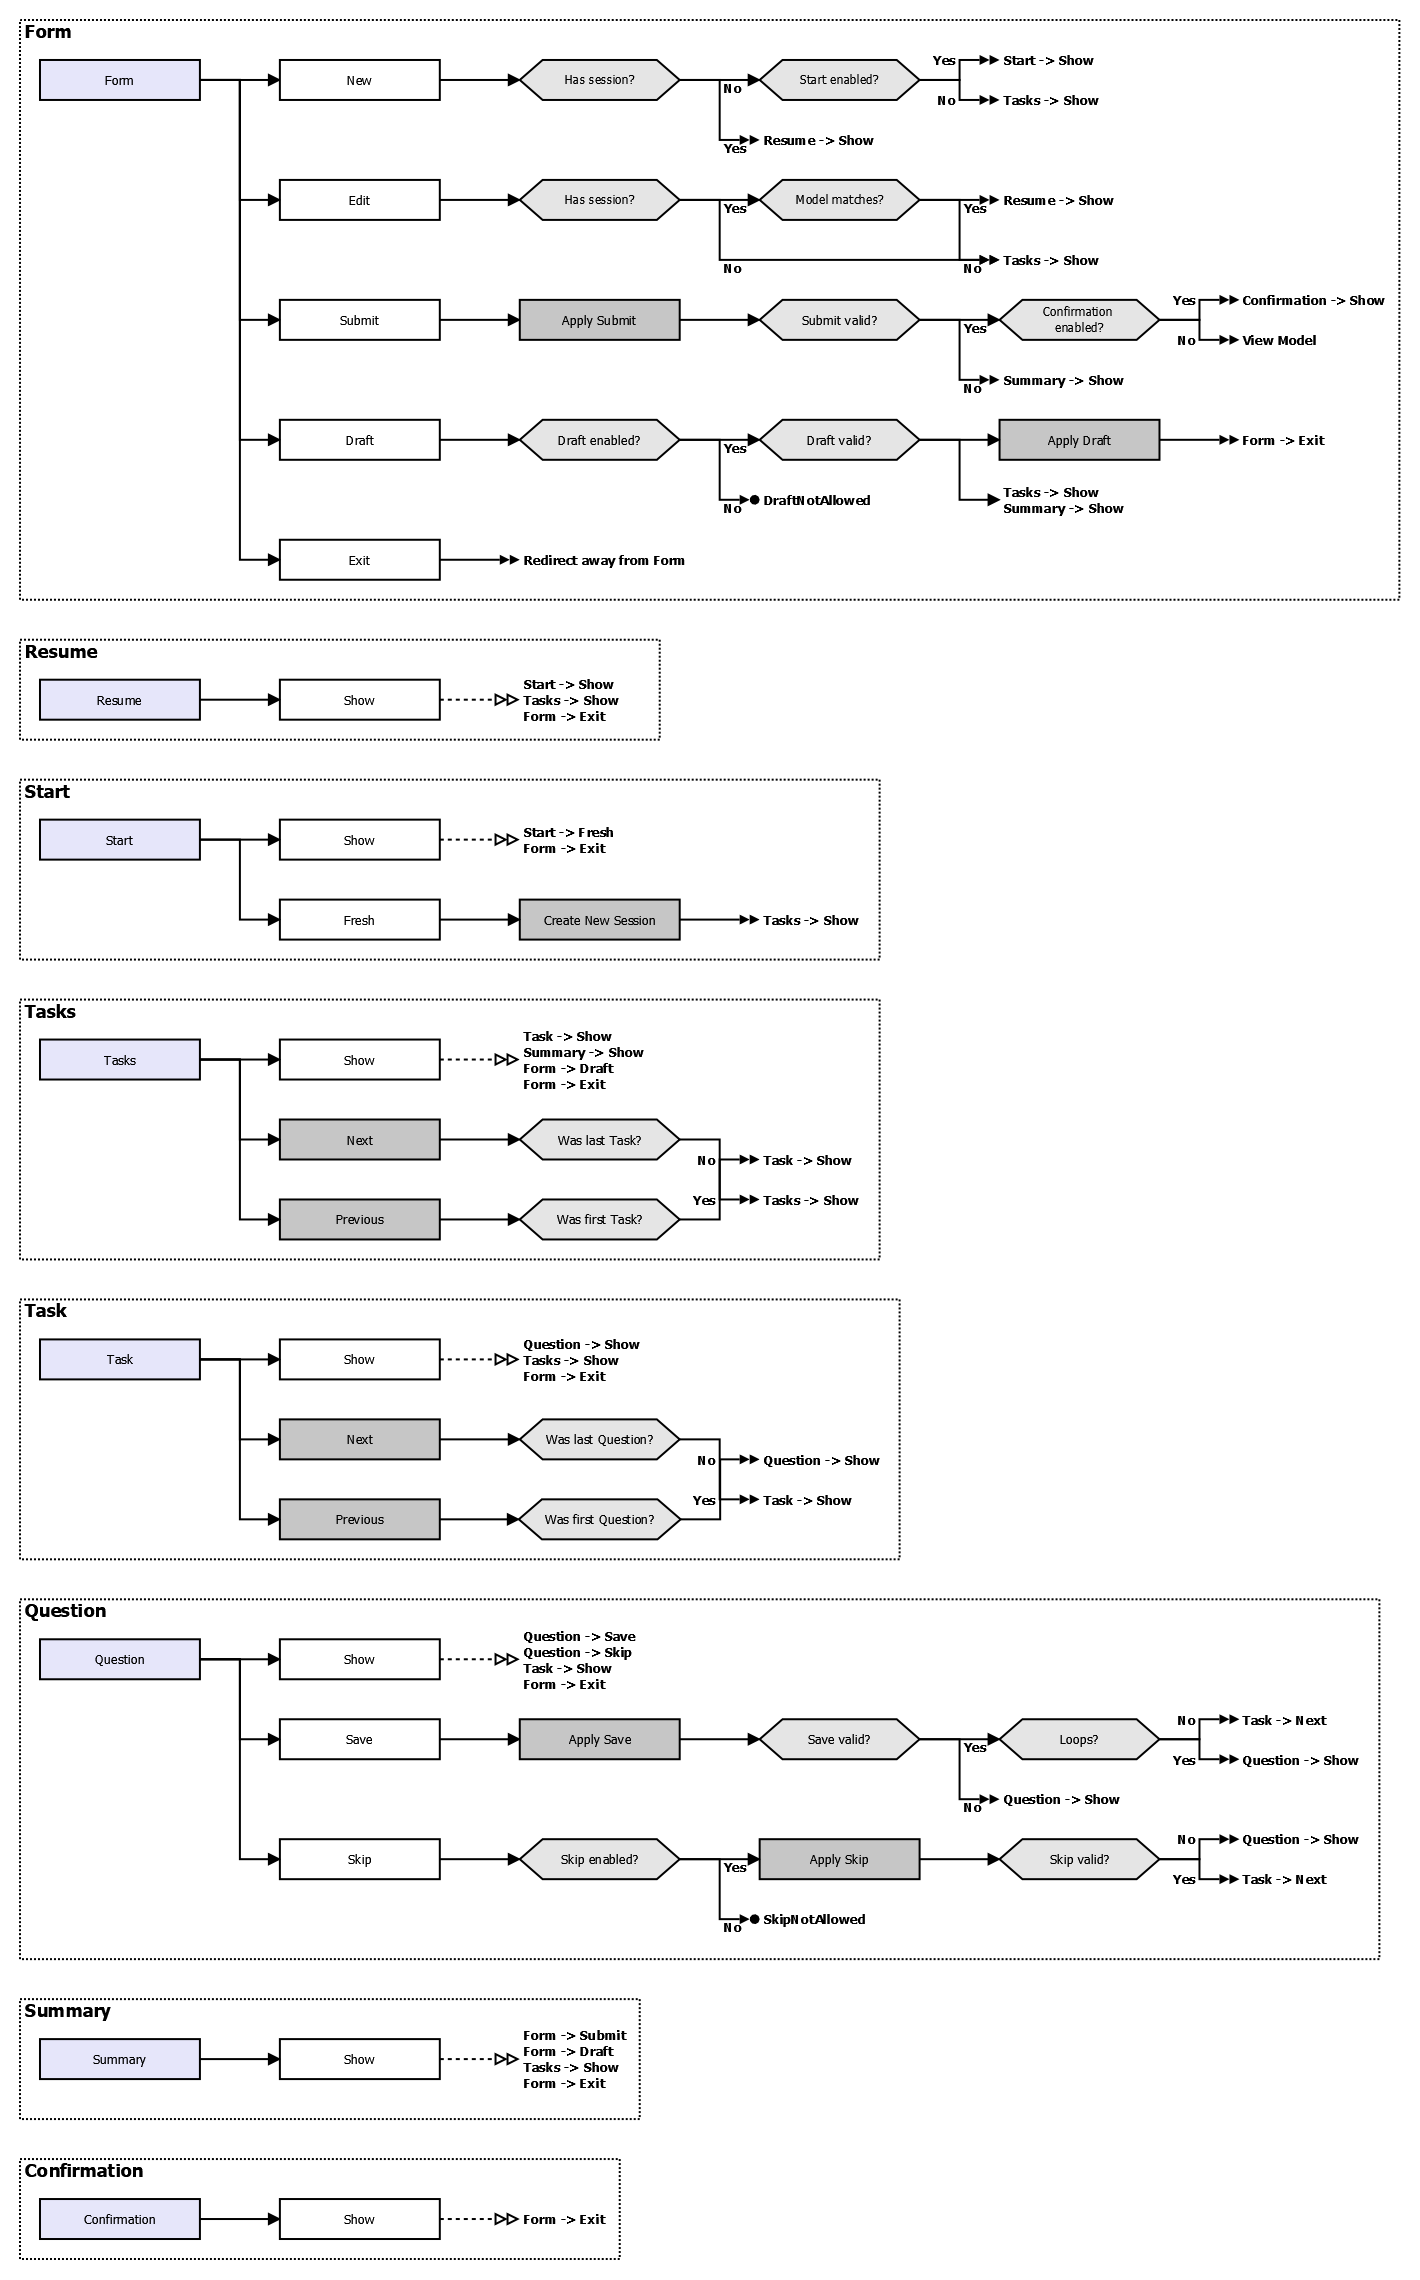 Form
Form
New
Has session?
No
Start enabled?
Yes
Start -> Show
No
Tasks -> Show
Yes
Resume -> Show
Edit
Has session?
Yes
Model matches?
Yes
Resume -> Show
No
No
Tasks -> Show
Submit
Apply Submit
Submit valid?
Yes
Confirmation
enabled?
Yes
Confirmation -> Show
No
View Model
No
Summary -> Show
Draft
Draft enabled?
Yes
Draft valid?
Apply Draft
Form -> Exit
No
DraftNotAllowed
Tasks -> Show
Summary -> Show
Exit
Redirect away from Form
Resume
Resume
Show
Start -> Show
Tasks -> Show
Form -> Exit
Start
Start
Show
Start -> Fresh
Form -> Exit
Fresh
Create New Session
Tasks -> Show
Tasks
Tasks
Show
Task -> Show
Summary -> Show
Form -> Draft
Form -> Exit
Next
Was last Task?
No
Task -> Show
Yes
Tasks -> Show
Previous
Was first Task?
Task
Task
Show
Question -> Show
Tasks -> Show
Form -> Exit
Next
Was last Question?
No
Question -> Show
Yes
Task -> Show
Previous
Was first Question?
Question
Question
Show
Question -> Save
Question -> Skip
Task -> Show
Form -> Exit
Save
Apply Save
Save valid?
Yes
Loops?
No
Task -> Next
Yes
Question -> Show
No
Question -> Show
Skip
Skip enabled?
Yes
Apply Skip
Skip valid?
No
Question -> Show
Yes
Task -> Next
No
SkipNotAllowed
Summary
Summary
Show
Form -> Submit
Form -> Draft
Tasks -> Show
Form -> Exit
Confirmation
Confirmation
Show
Form -> Exit